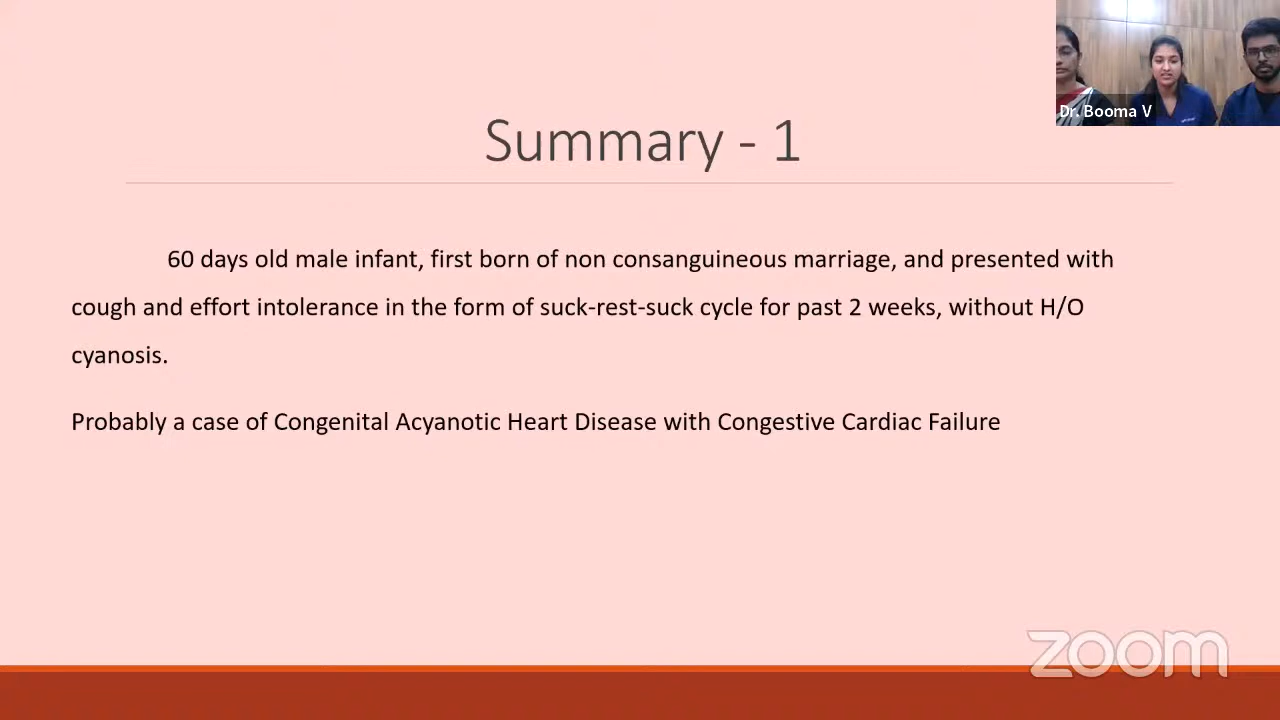 Dr. Booma V
Summary - 1
60 days old male infant, first born of non consanguineous marriage, and presented with
cough and effort intolerance in the form of suck-rest-suck cycle for past 2 weeks, without H/O
cyanosis.
Probably a case of Congenital Acyanotic Heart Disease with Congestive Cardiac Failure
zoom